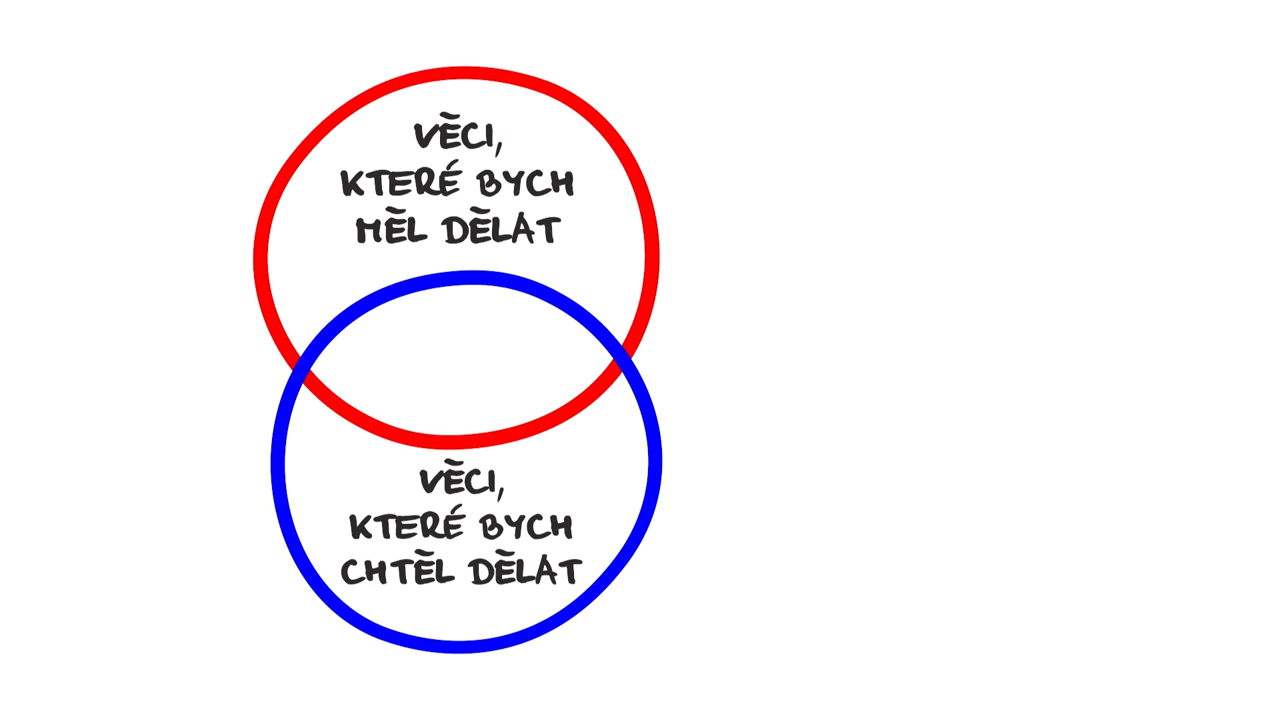 VĚCI,
KTERÉ BYCH
MĚL DĚLAT
VĚCI,
KTERÉ BYCH
CHTĚL DĚLAT